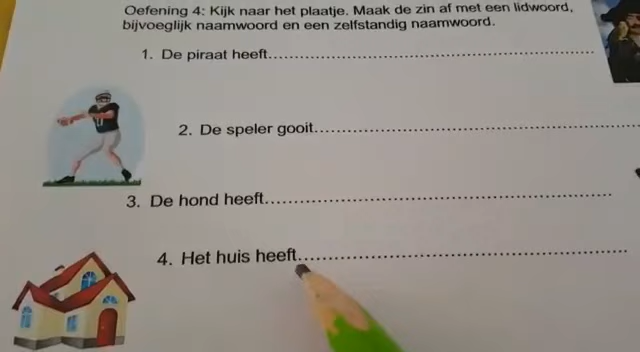 Oefening 4: Kijk naar het plaatje. Maak de zin af met een lidwoord,
bijvoeglijk naamwoord en een zelfstandig naamwoord.
1. De piraat heeft........................................................
2. De speler gooit........................................................
3. De hond heeft........................................................
4. Het huis heeft........................................................